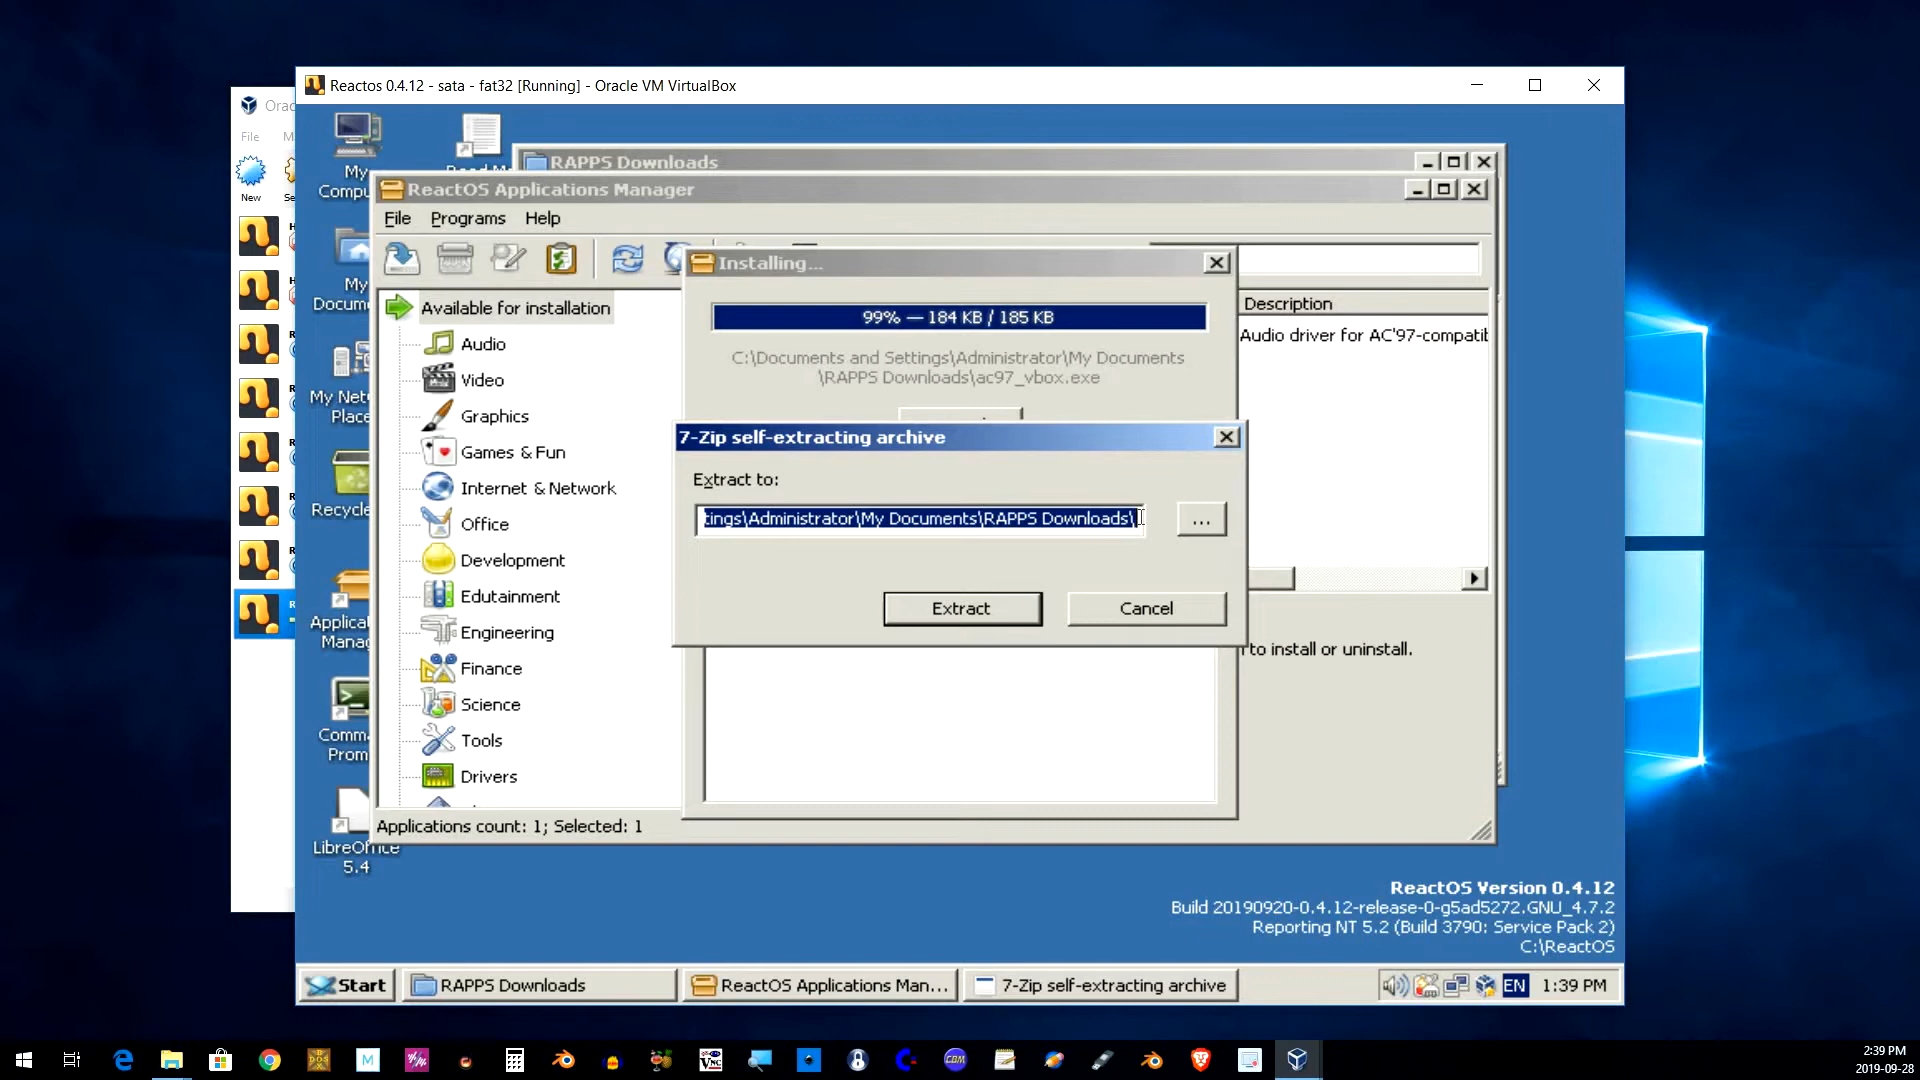 Reactos 0.4.12 - sata - fat32 [Running] - Oracle VM VirtualBox
Orac
File M
New Se
My
Compu
RAPPS Downloads
ReactOS Applications Manager
File Programs Help
Installing...
99% — 184 KB / 185 KB
C:\Documents and Settings\Administrator\My Documents
\RAPPS Downloads\ac97_vbox.exe
Available for installation
Audio
Video
Graphics
Games & Fun
Internet & Network
Office
Development
Edutainment
Engineering
Finance
Science
Tools
Drivers
Description
Audio driver for AC'97-compatib
7-Zip self-extracting archive
Extract to:
tings\Administrator\My Documents\RAPPS Downloads\
...
Extract Cancel
to install or uninstall.
Applications count: 1; Selected: 1
My
Docume
My Net
Place
Recycle
Applica
Manag
Comma
Prom
LibreOffice
5.4
ReactOS Version 0.4.12
Build 20190920-0.4.12-release-0-g5ad5272.GNU_4.7.2
Reporting NT 5.2 (Build 3790: Service Pack 2)
C:\ReactOS
Start RAPPS Downloads ReactOS Applications Man... 7-Zip self-extracting archive EN 1:39 PM
2:39 PM
2019-09-28